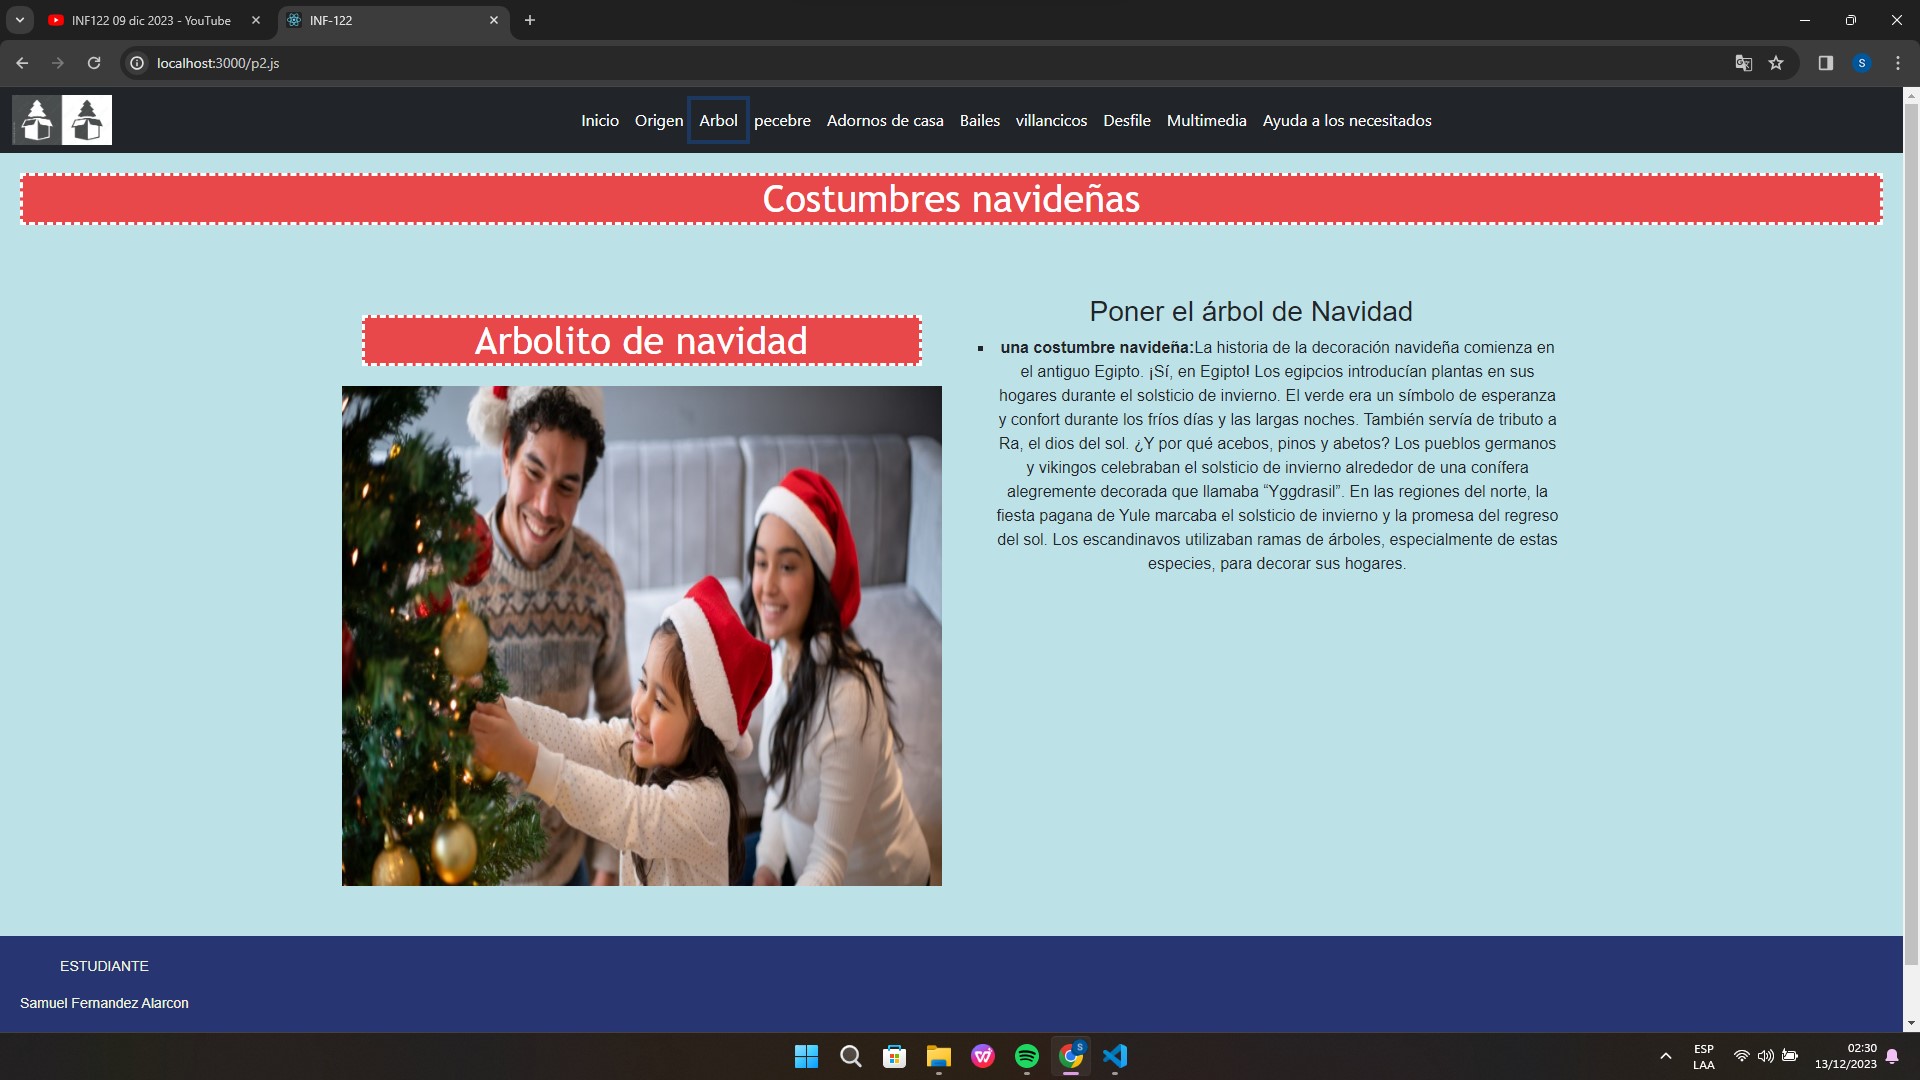 INF122 09 dic 2023 - YouTube
INF-122
localhost:3000/p2.js
S
Inicio Origen Arbol pecebre Adornos de casa Bailes villancicos Desfile Multimedia Ayuda a los necesitados
Costumbres navideñas
Arbolito de navidad
Poner el árbol de Navidad
una costumbre navideña:La historia de la decoración navideña comienza en
el antiguo Egipto. ¡Sí, en Egipto! Los egipcios introducían plantas en sus
hogares durante el solsticio de invierno. El verde era un símbolo de esperanza
y confort durante los fríos días y las largas noches. También servía de tributo a
Ra, el dios del sol. ¿Y por qué acebos, pinos y abetos? Los pueblos germanos
y vikingos celebraban el solsticio de invierno alrededor de una conífera
alegremente decorada que llamaba “Yggdrasil”. En las regiones del norte, la
fiesta pagana de Yule marcaba el solsticio de invierno y la promesa del regreso
del sol. Los escandinavos utilizaban ramas de árboles, especialmente de estas
especies, para decorar sus hogares.
ESTUDIANTE
Samuel Fernandez Alarcon
S
ESP
LAA
02:30
13/12/2023